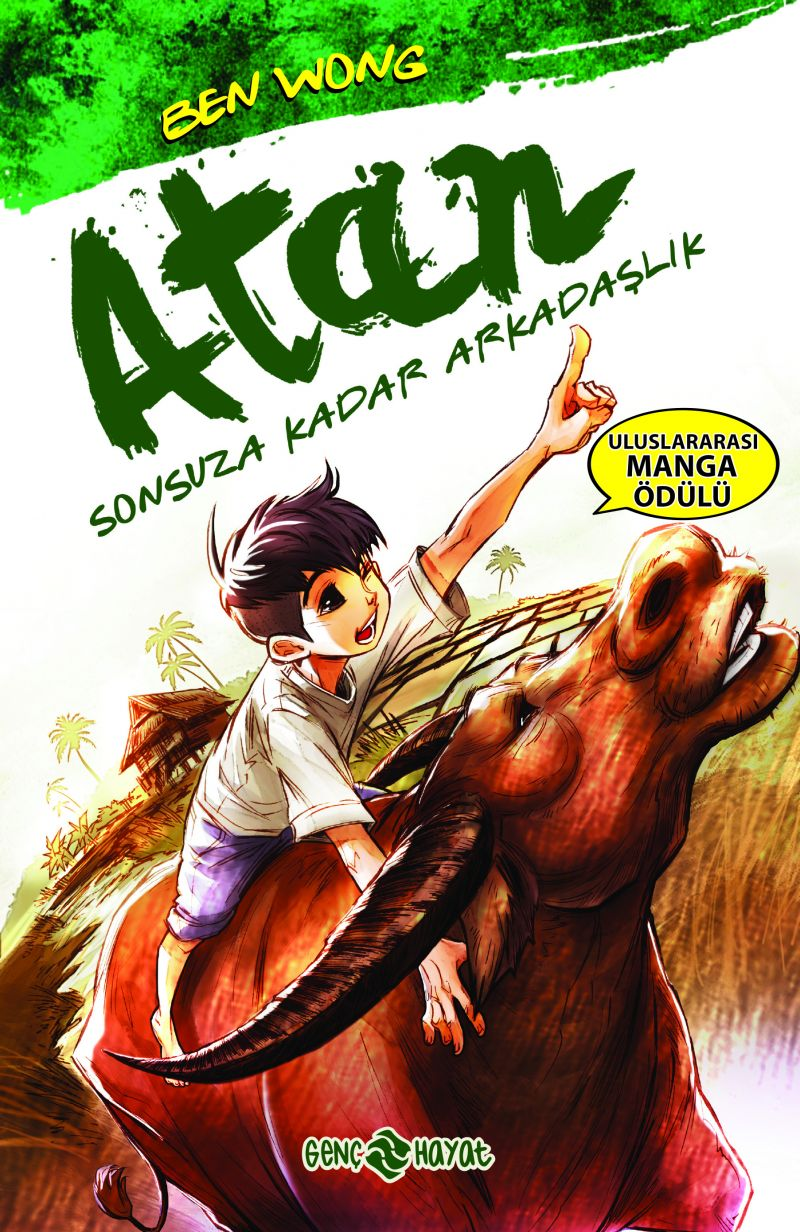 BEN WONG
Atan
SONSUZA KADAR ARKADAŞLIK
ULUSLARARASI
MANGA
ÖDÜLÜ
GENÇ HAYAT